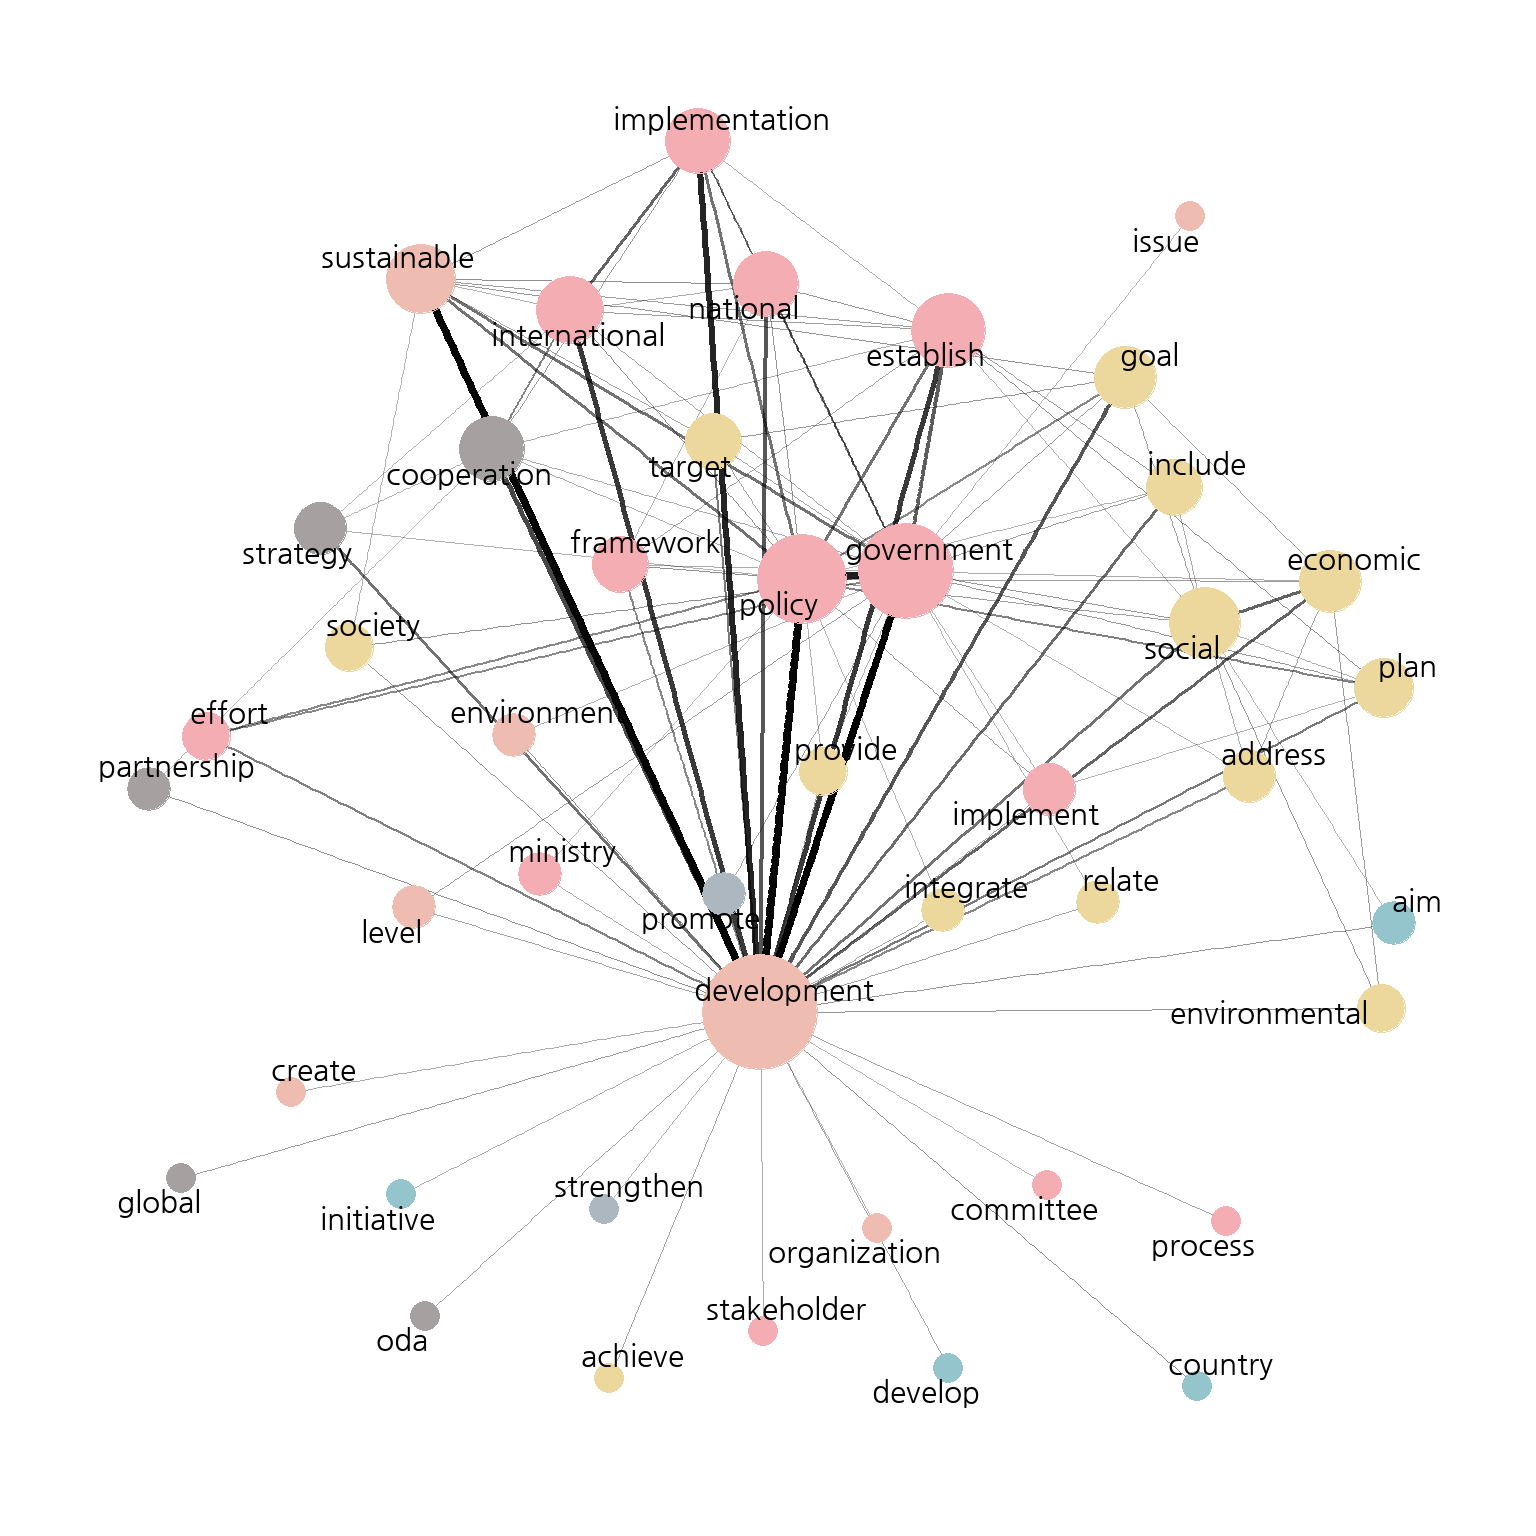 implementation
issue
sustainable
national
international
establish
goal
target
include
cooperation
framework
government
strategy
economic
policy
society
social
plan
effort
environment
provide
address
partnership
implement
ministry
integrate
relate
promote
level
aim
development
environmental
create
global
initiative
strengthen
committee
organization
process
oda
stakeholder
achieve
develop
country